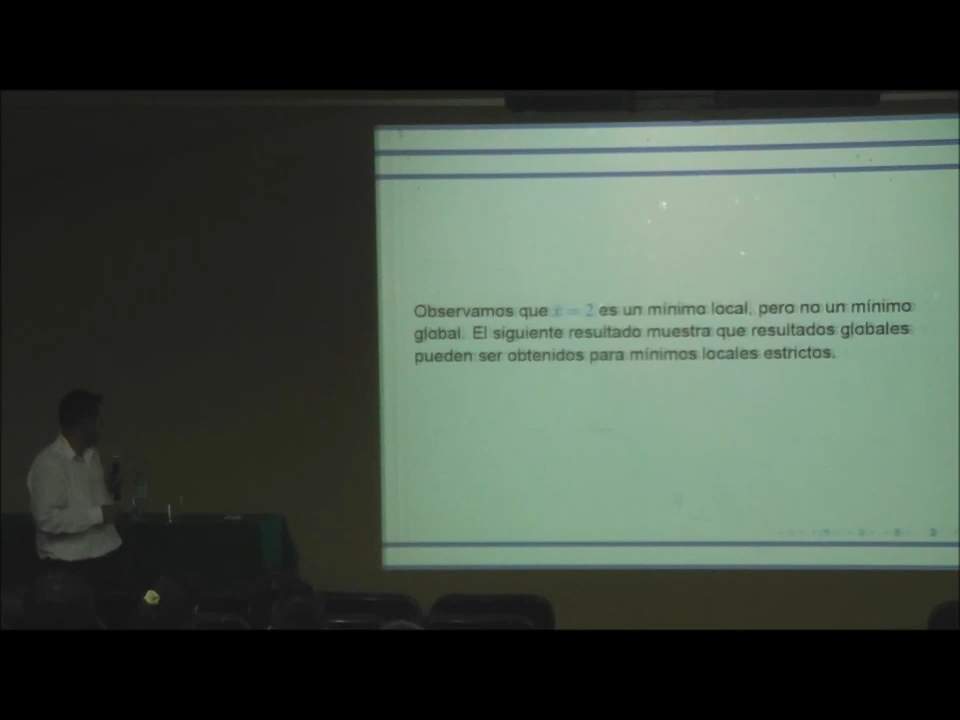 Observamos que x̄ = 2 es un mínimo local, pero no un mínimo
global. El siguiente resultado muestra que resultados globales
pueden ser obtenidos para mínimos locales estrictos.